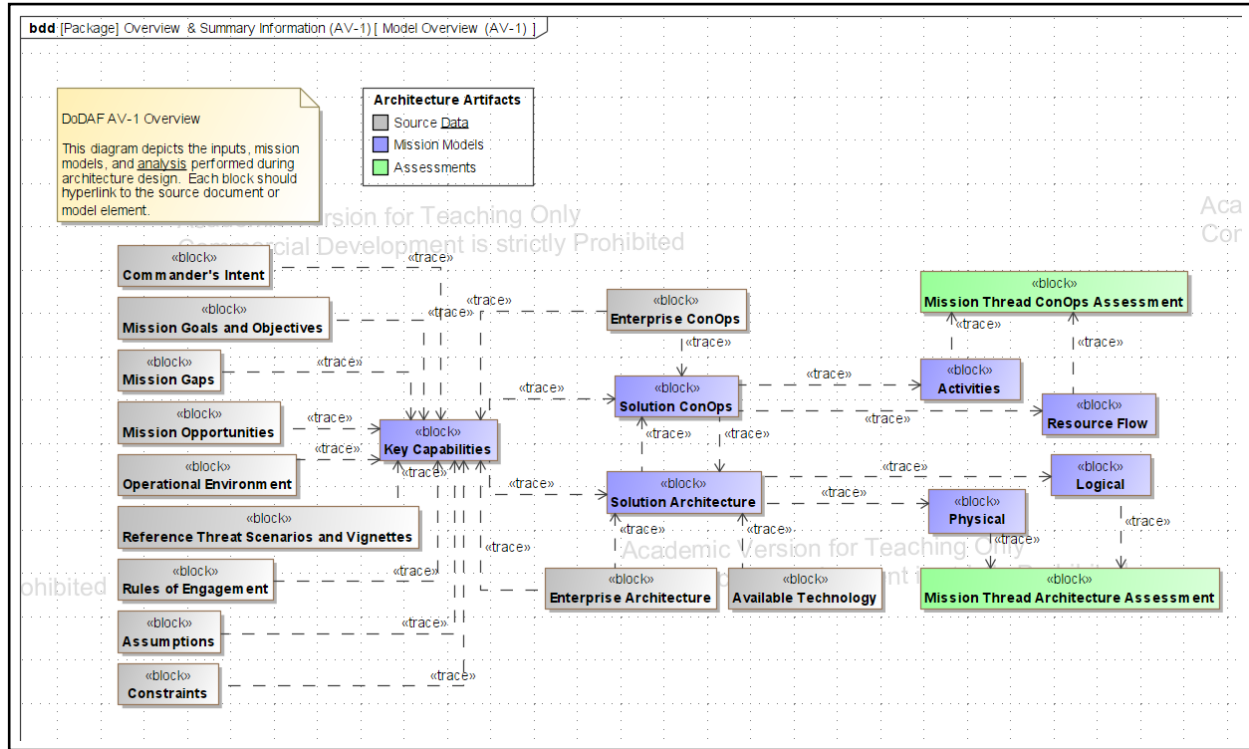 bdd [Package] Overview & Summary Information (AV-1) [ Model Overview (AV-1) ]
DoDAF AV-1 Overview
This diagram depicts the inputs, mission
models, and analysis performed during
architecture design. Each block should
hyperlink to the source document or
model element.
Architecture Artifacts
Source Data
Mission Models
Assessments
rsion for Teaching Only
Commercial Development is strictly Prohibited
Aca
Cor
«block»
Commander's Intent
«trace»
«block»
Mission Goals and Objectives
«trace»
«block»
Mission Gaps
«trace»
«block»
Mission Opportunities
«trace»
«block»
Operational Environment
«trace»
«block»
Reference Threat Scenarios and Vignettes
«trace»
«block»
Rules of Engagement
«trace»
«block»
Assumptions
«trace»
«block»
Constraints
«trace»
«block»
Key Capabilities
«trace»
«trace»
«trace»
«trace»
«block»
Enterprise ConOps
«trace»
«block»
Solution ConOps
«trace»
«trace»
«trace»
«trace»
«block»
Solution Architecture
«trace»
«trace»
«trace»
«trace»
«block»
Enterprise Architecture
«block»
Available Technology
«block»
Mission Thread ConOps Assessment
«trace»
«trace»
«block»
Activities
«block»
Resource Flow
«block»
Logical
«block»
Physical
«trace»
«trace»
«block»
Mission Thread Architecture Assessment
Academic Version for Teaching Only
ohibited